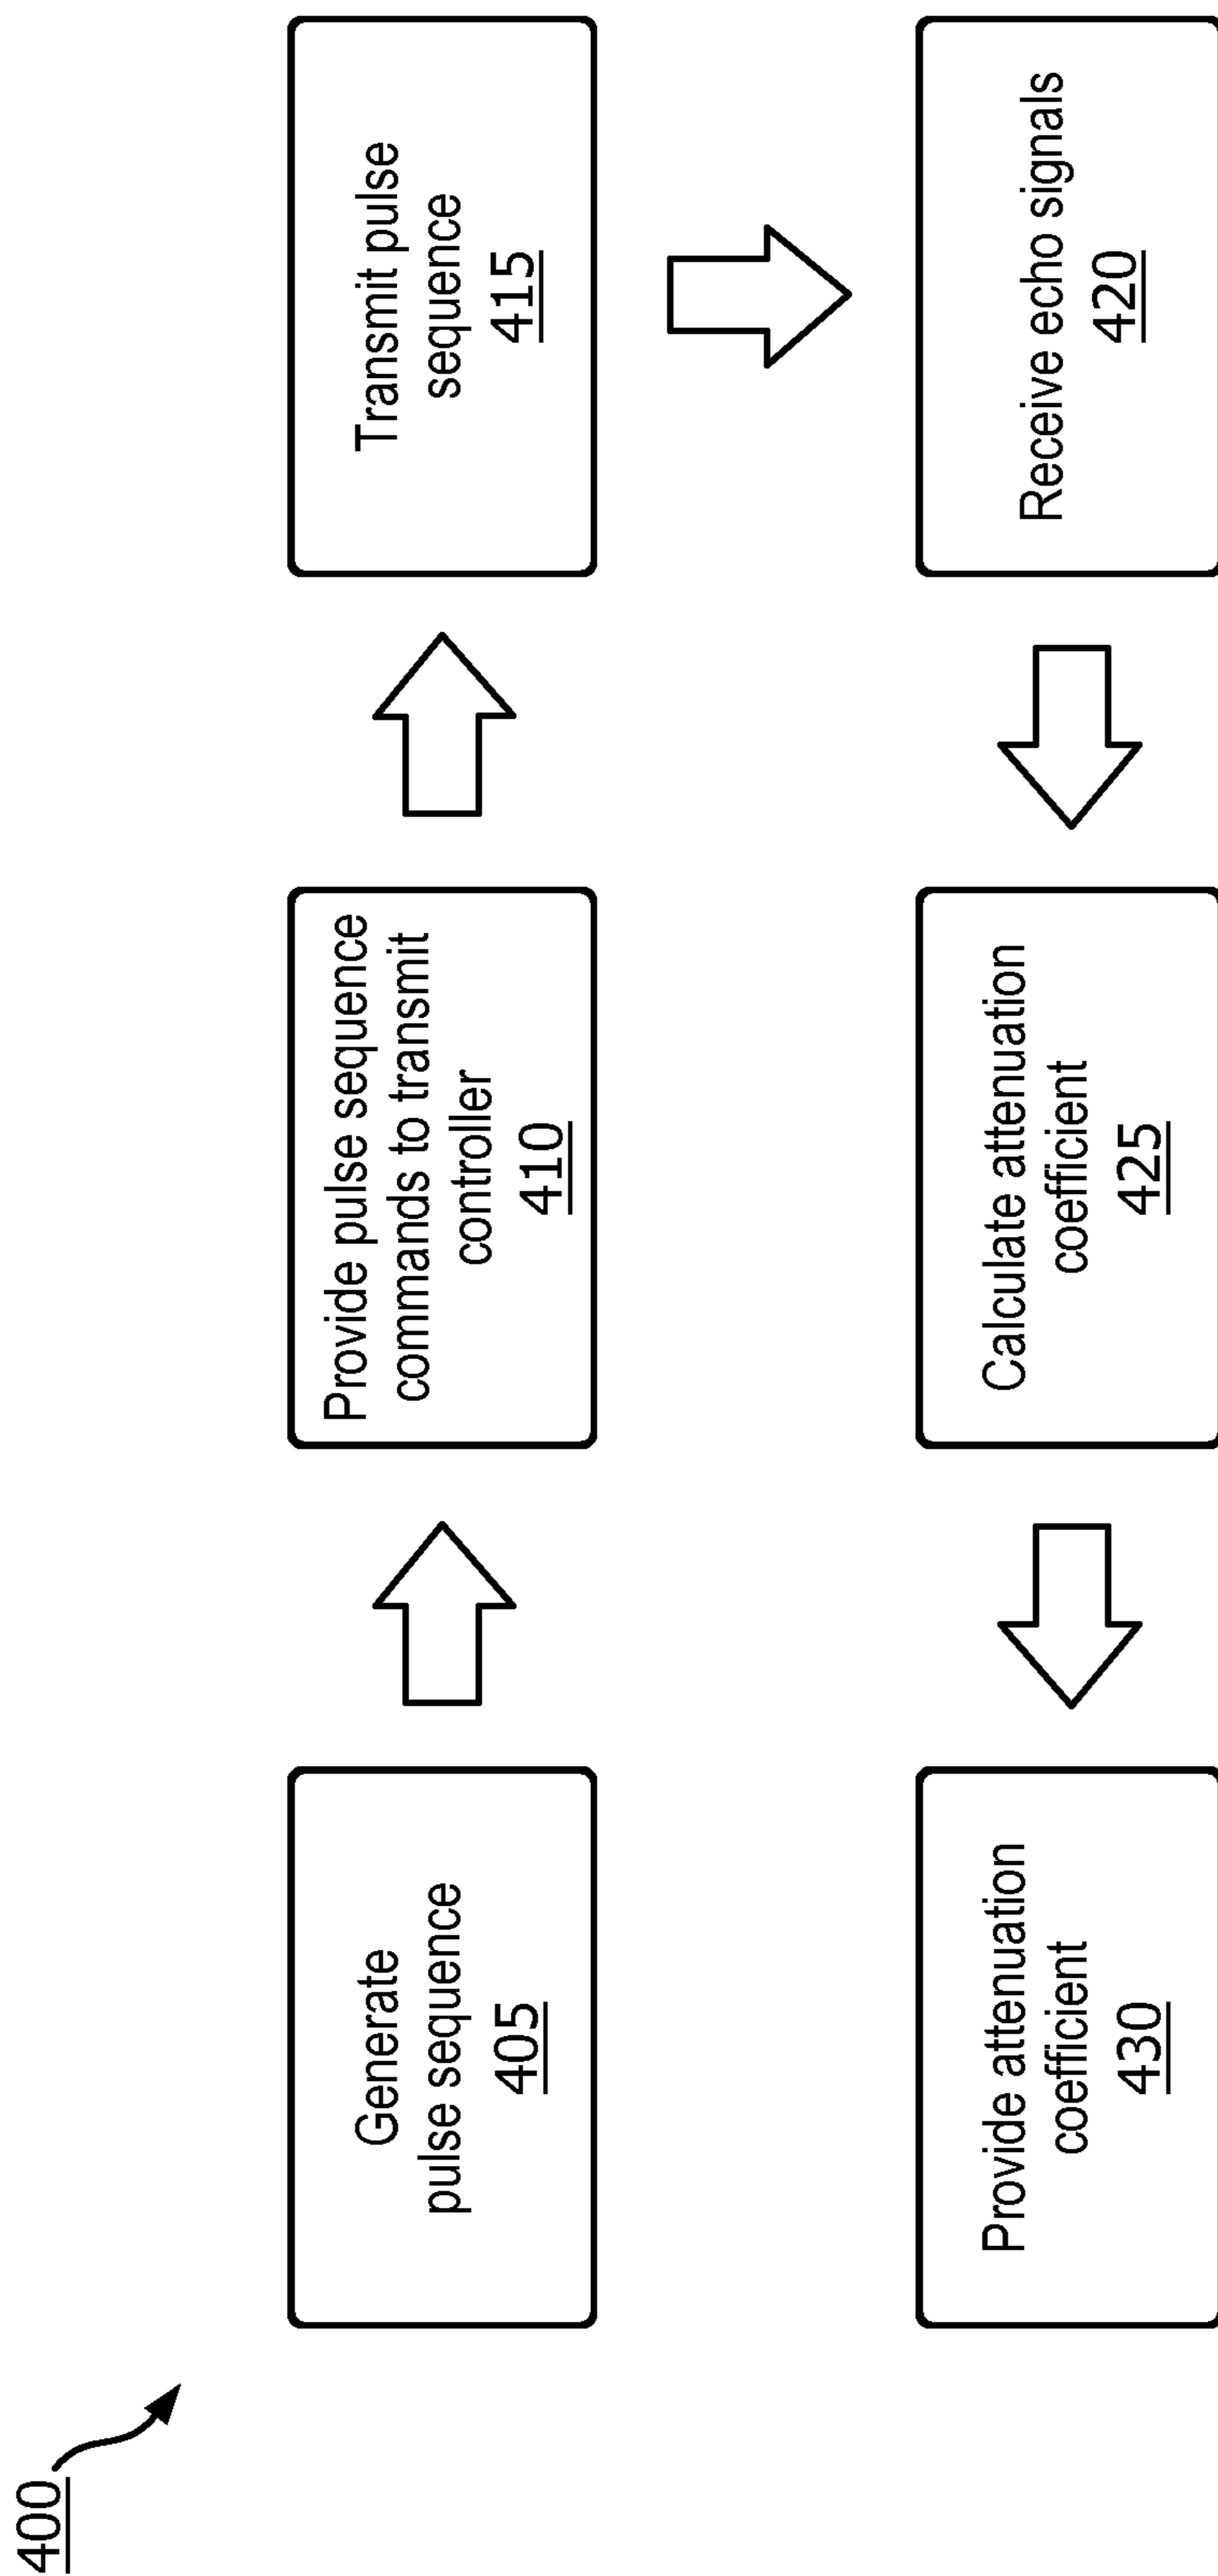 400
Generate
pulse sequence
405
Provide pulse sequence
commands to transmit
controller
410
Transmit pulse
sequence
415
Receive echo signals
420
Calculate attenuation
coefficient
425
Provide attenuation
coefficient
430